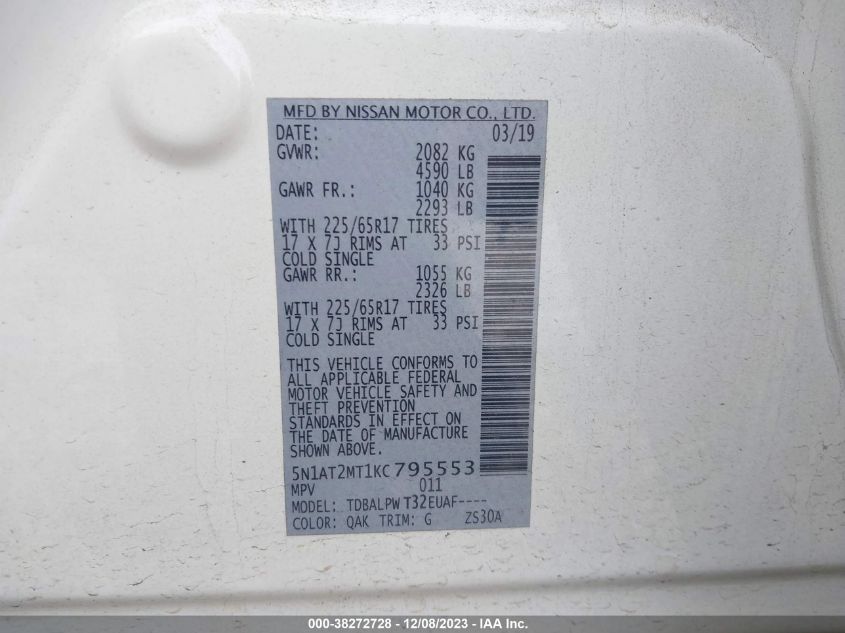 MFD BY NISSAN MOTOR CO., LTD.
DATE: 03/19
GVWR: 2082 KG
4590 LB
GAWR FR.: 1040 KG
2293 LB
WITH 225/65R17 TIRES
17 X 7J RIMS AT 33 PSI
COLD SINGLE
GAWR RR.: 1055 KG
2326 LB
WITH 225/65R17 TIRES
17 X 7J RIMS AT 33 PSI
COLD SINGLE
THIS VEHICLE CONFORMS TO
ALL APPLICABLE FEDERAL
MOTOR VEHICLE SAFETY AND
THEFT PREVENTION
STANDARDS IN EFFECT ON
THE DATE OF MANUFACTURE
SHOWN ABOVE.
5N1AT2MT1KC795553
MPV 011
MODEL: TDBALPW T32EUAF----
COLOR: QAK TRIM: G ZS30A
000-38272728 - 12/08/2023 - IAA Inc.